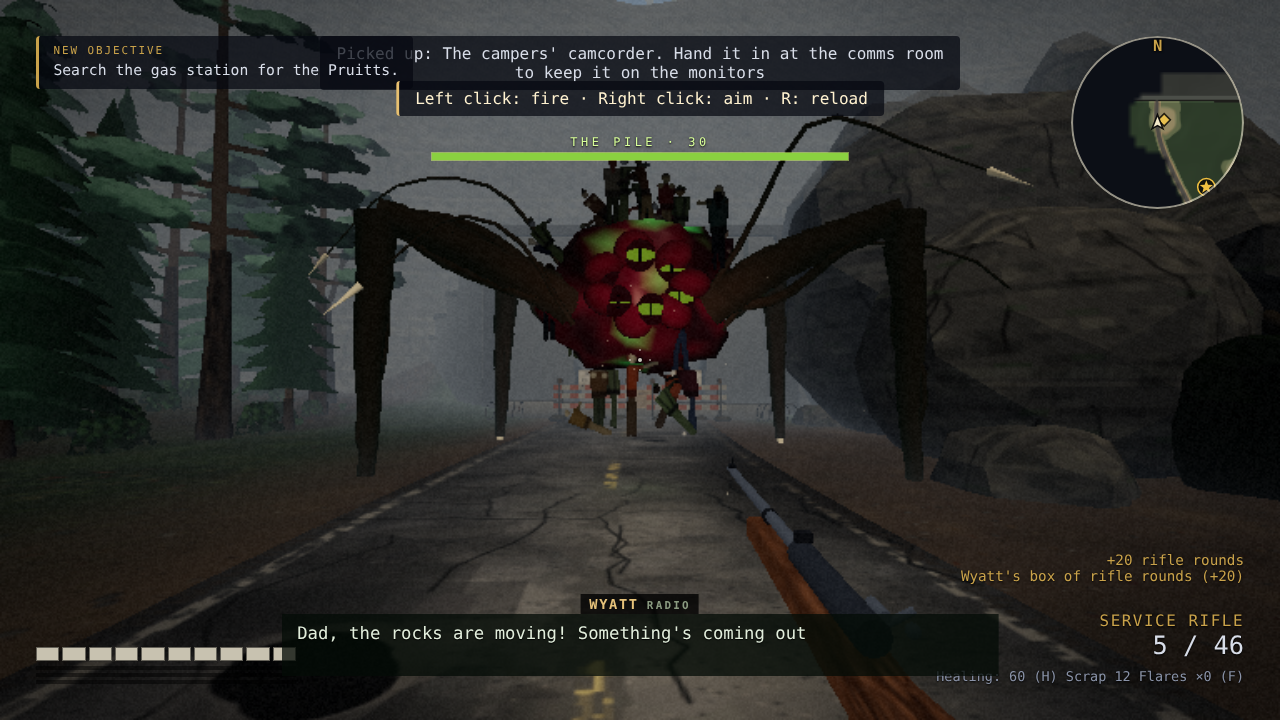 NEW OBJECTIVE
Search the gas station for the Pruitts.
Picked up: The campers' camcorder. Hand it in at the comms room
to keep it on the monitors
Left click: fire · Right click: aim · R: reload
N
THE PILE · 30
+20 rifle rounds
Wyatt's box of rifle rounds (+20)
WYATT RADIO
Dad, the rocks are moving! Something's coming out
SERVICE RIFLE
5 / 46
Healing: 60 (H) Scrap 12 Flares ×0 (F)